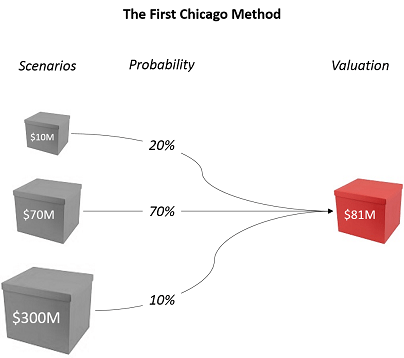 The First Chicago Method
Scenarios Probability Valuation
$10M
20%
$70M 70% $81M
10%
$300M